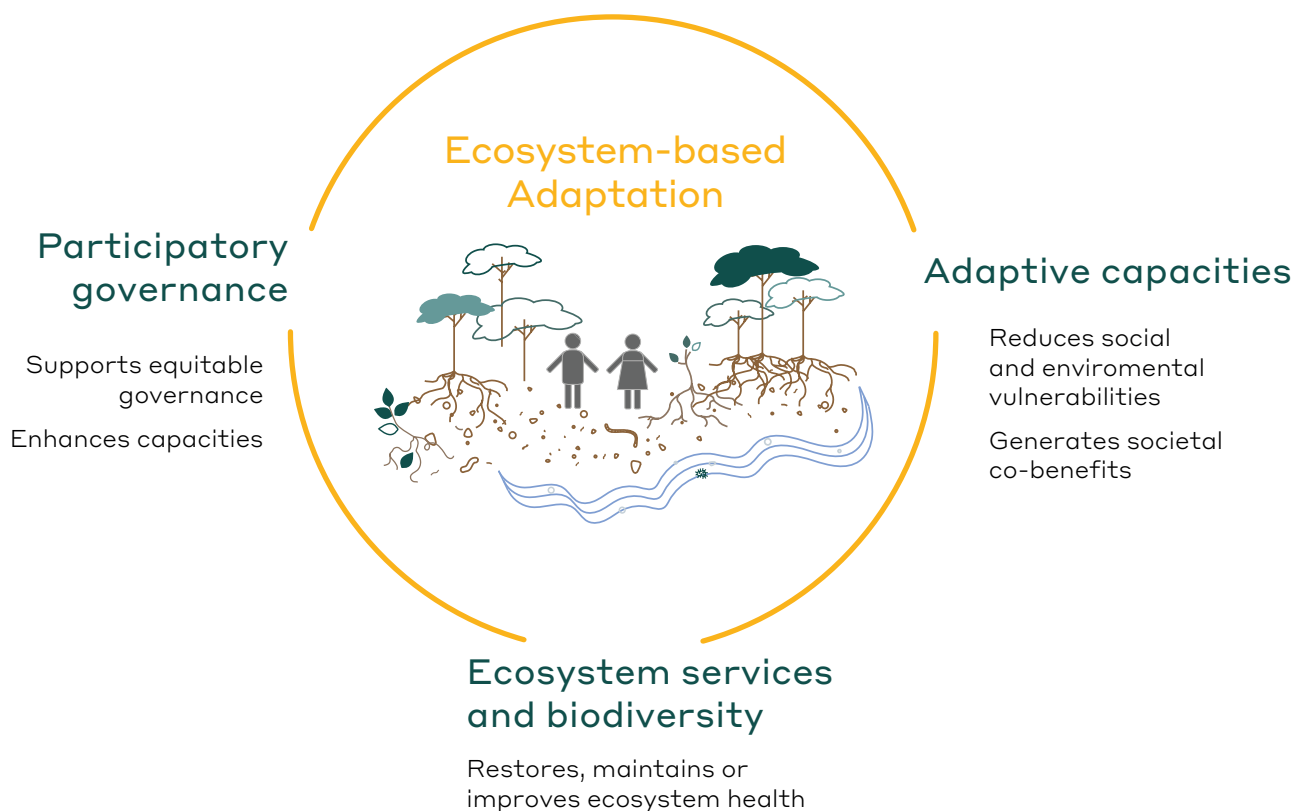 Ecosystem-based
Adaptation
Participatory
governance
Supports equitable
governance
Enhances capacities
Adaptive capacities
Reduces social
and enviromental
vulnerabilities
Generates societal
co-benefits
Ecosystem services
and biodiversity
Restores, maintains or
improves ecosystem health